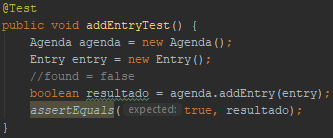 @Test
public void addEntryTest() {
    Agenda agenda = new Agenda();
    Entry entry = new Entry();
    //found = false
    boolean resultado = agenda.addEntry(entry);
    assertEquals( expected: true, resultado);
}